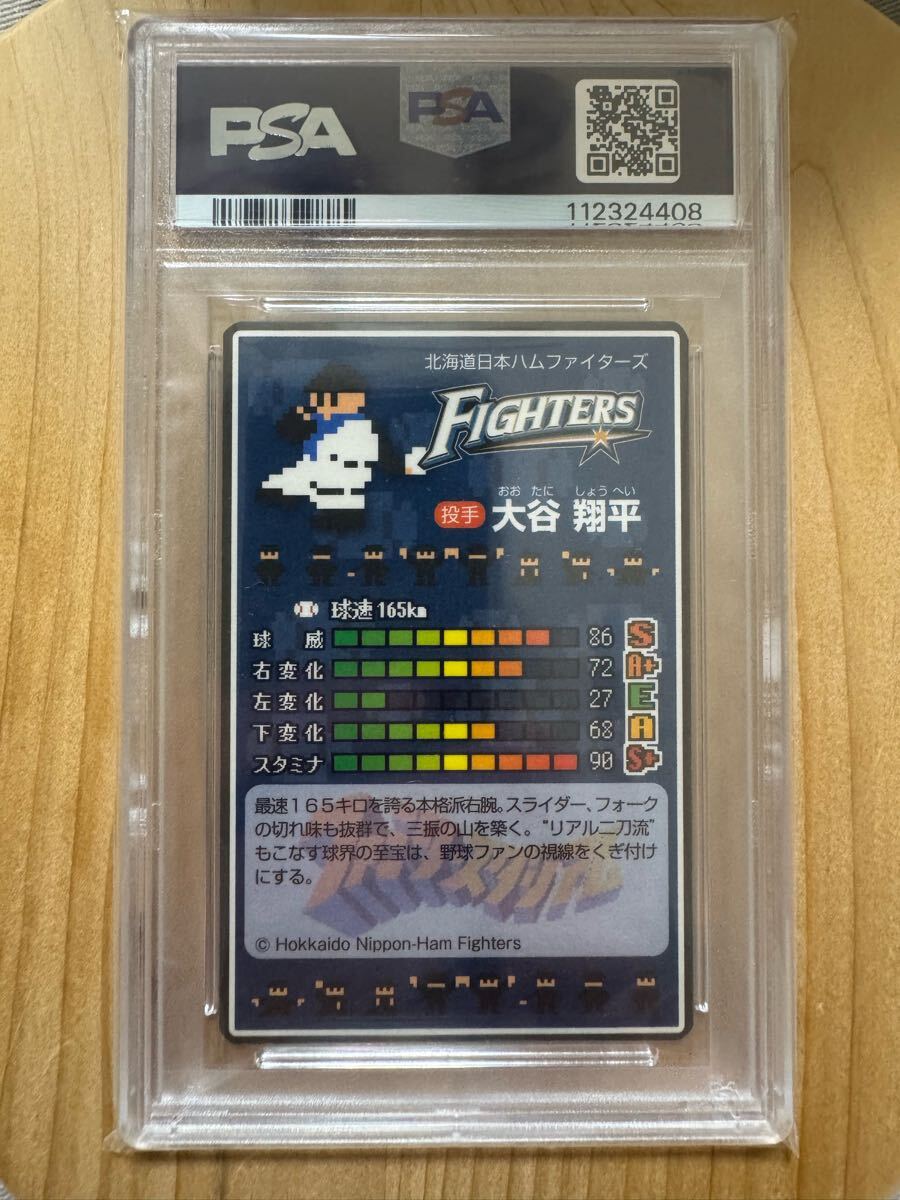 PSA
PSA
112324408
北海道日本ハムファイターズ
FIGHTERS
おお たに しょう へい
投手 大谷 翔平
球速165km
球威 86 S
右変化 72 A+
左変化 27 E
下変化 68 A
スタミナ 90 S+
最速165キロを誇る本格派右腕。スライダー、フォーク
の切れ味も抜群で、三振の山を築く。“リアル二刀流”
もこなす球界の至宝は、野球ファンの視線をくぎ付け
にする。
© Hokkaido Nippon-Ham Fighters